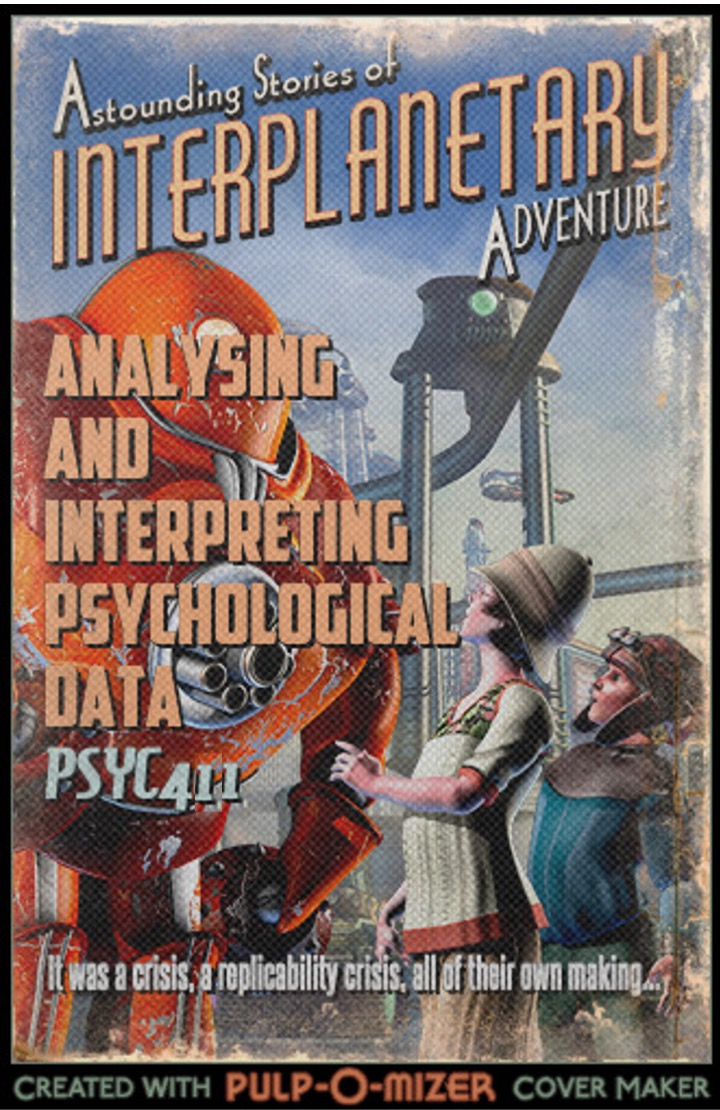 Astounding Stories of
INTERPLANETARY
ADVENTURE
ANALYSING
AND
INTERPRETING
PSYCHOLOGICAL
DATA
PSYC411
It was a crisis, a replicability crisis, all of their own making...
CREATED WITH PULP-O-MIZER COVER MAKER